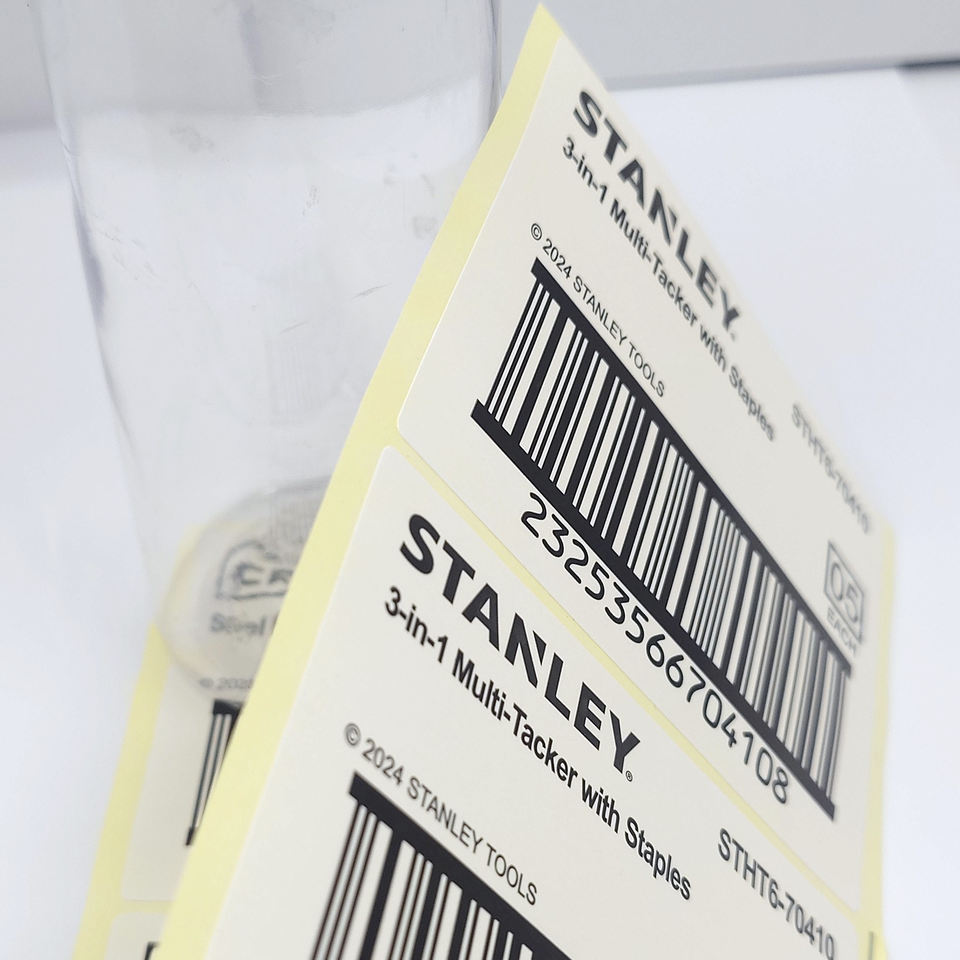 STANLEY®
3-in-1 Multi-Tacker with Staples
STHT6-70410
© 2024 STANLEY TOOLS
05
EACH
23253566704108
STANLEY®
3-in-1 Multi-Tacker with Staples
STHT6-70410
© 2024 STANLEY TOOLS